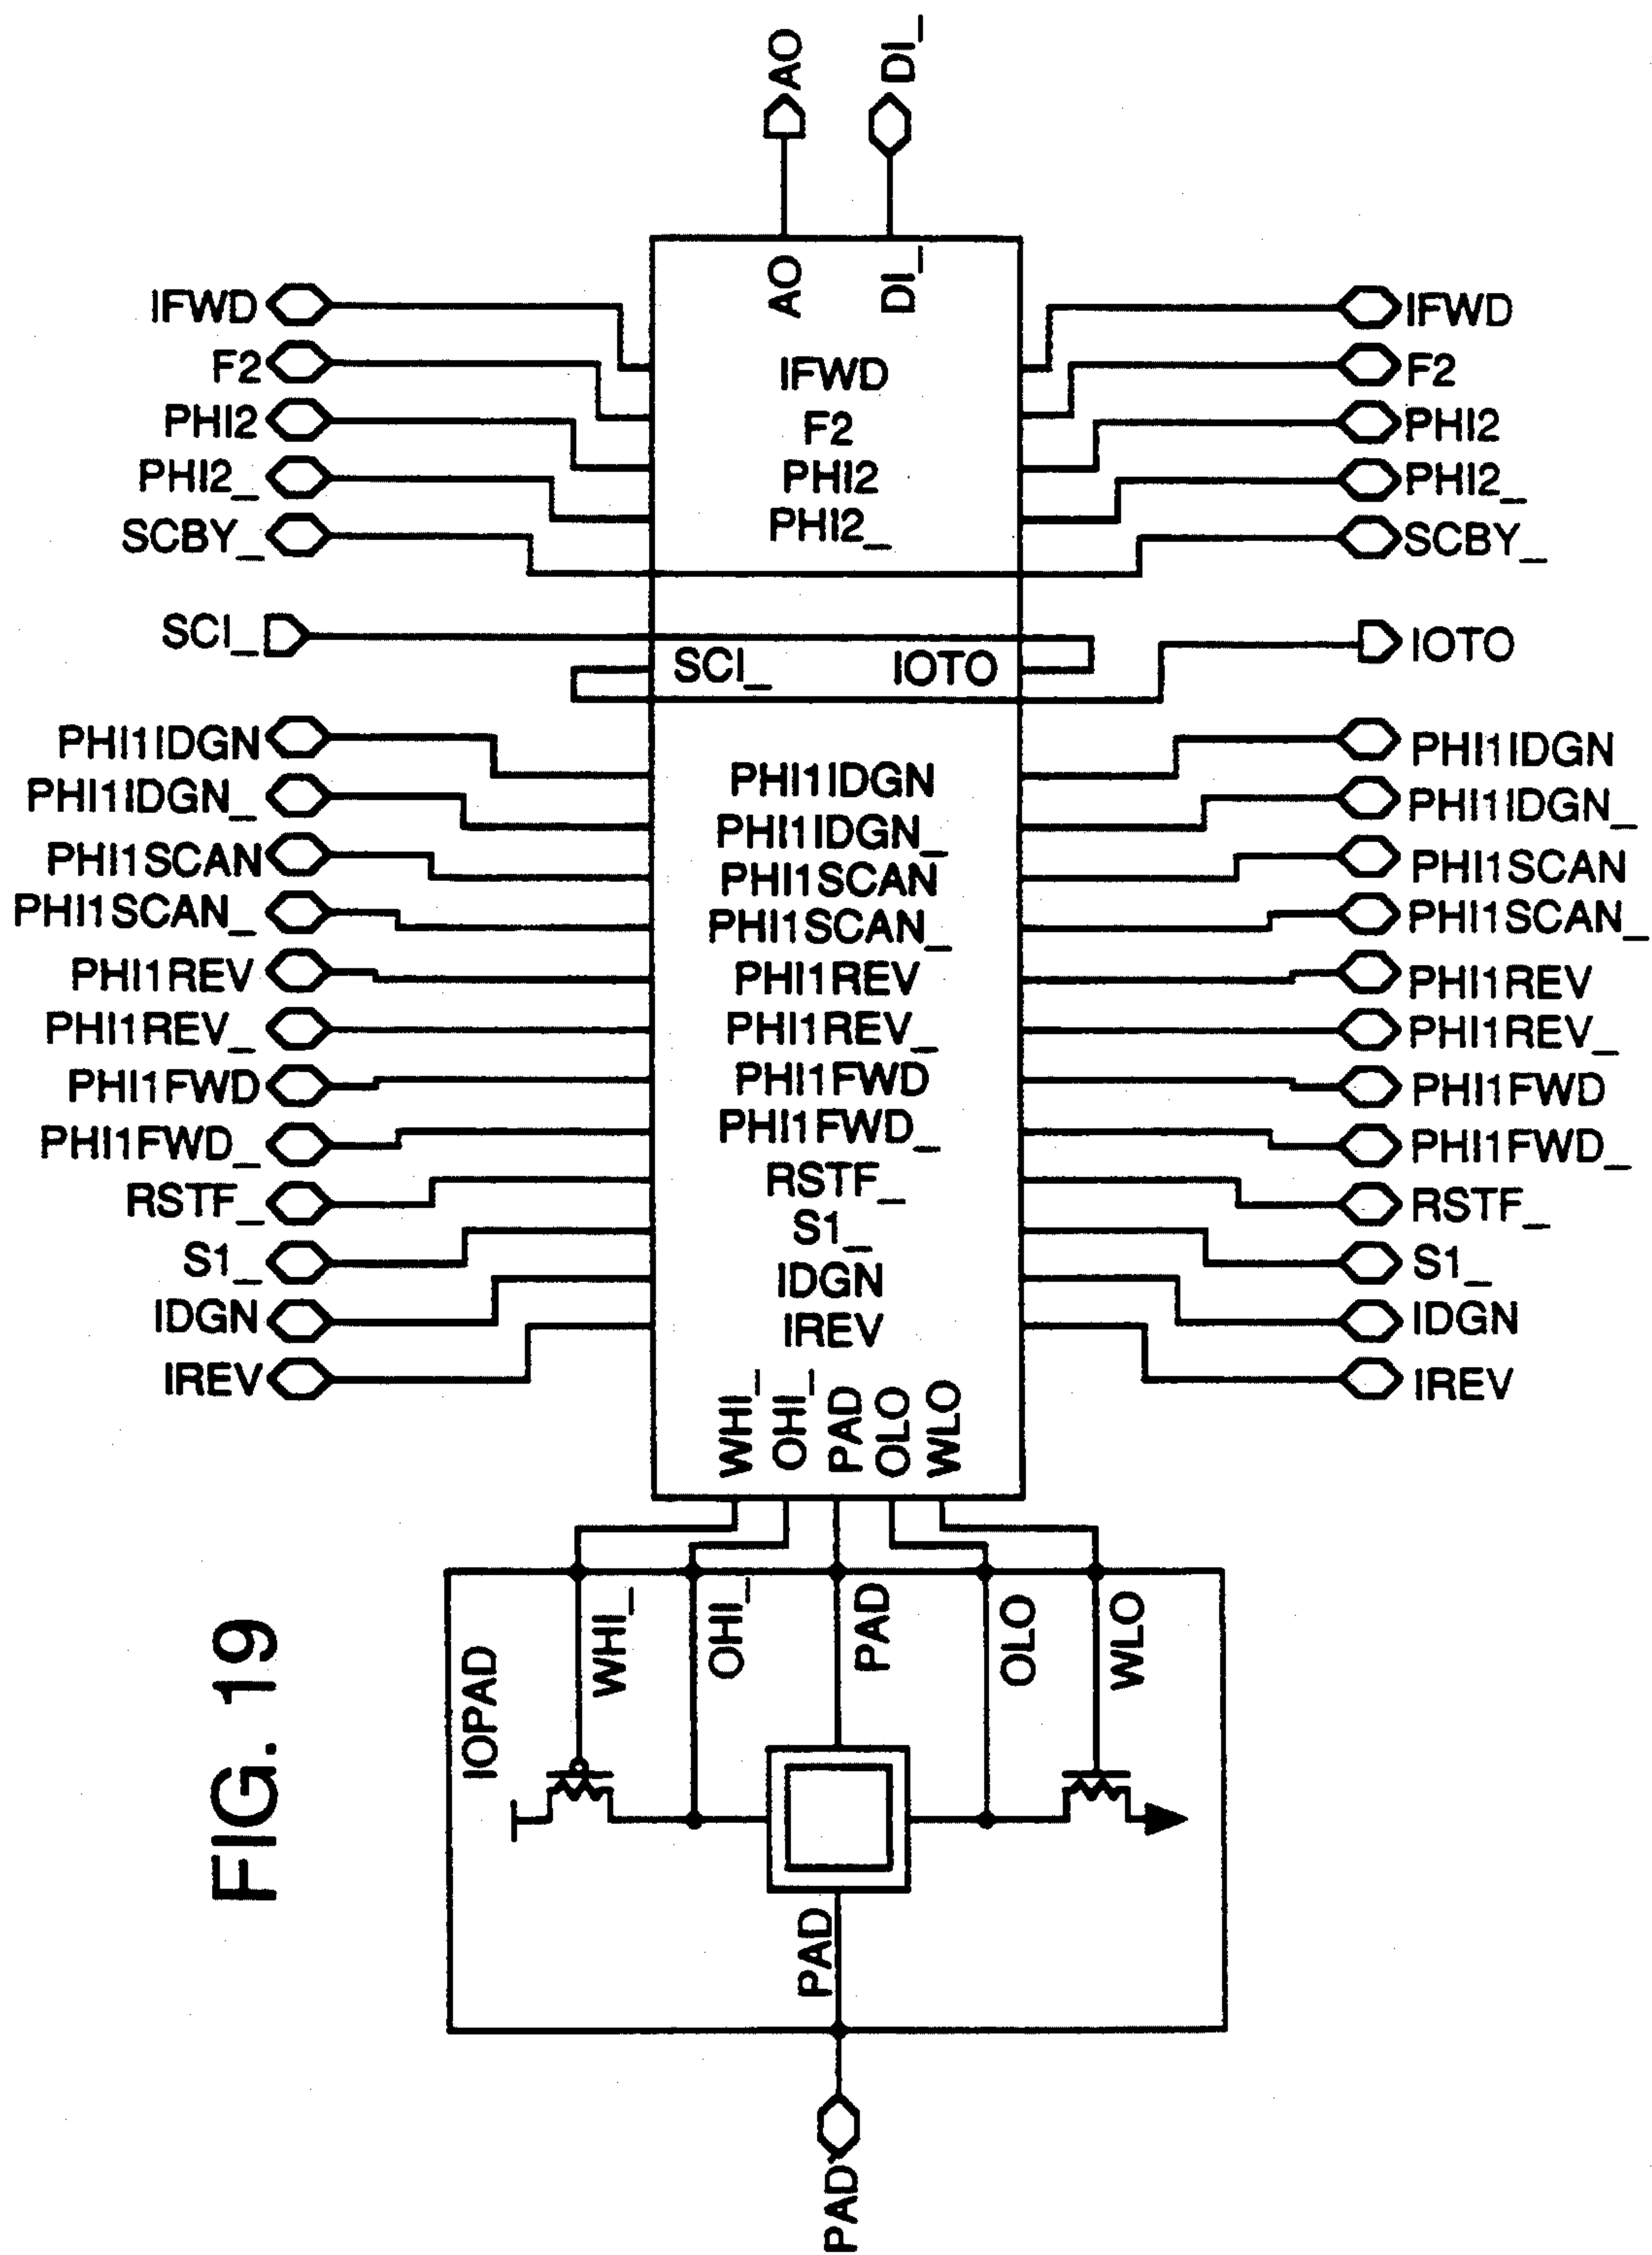 AO
DI_
AO
DI_
IFWD
IFWD
IFWD
F2
F2
F2
PHI2
PHI2
PHI2
PHI2_
PHI2_
PHI2_
SCBY_
SCBY_
SCI_
SCI_
IOTO
IOTO
PHI1IDGN
PHI1IDGN
PHI1IDGN
PHI1IDGN_
PHI1IDGN_
PHI1IDGN_
PHI1SCAN
PHI1SCAN
PHI1SCAN
PHI1SCAN_
PHI1SCAN_
PHI1SCAN_
PHI1REV
PHI1REV
PHI1REV
PHI1REV_
PHI1REV_
PHI1REV_
PHI1FWD
PHI1FWD
PHI1FWD
PHI1FWD_
PHI1FWD_
PHI1FWD_
RSTF_
RSTF_
RSTF_
S1_
S1_
S1_
IDGN
IDGN
IDGN
IREV
IREV
IREV
WHI_
OHI_
PAD
OLO
WLO
FIG. 19
IOPAD
WHI_
OHI_
PAD
OLO
WLO
PAD
PAD